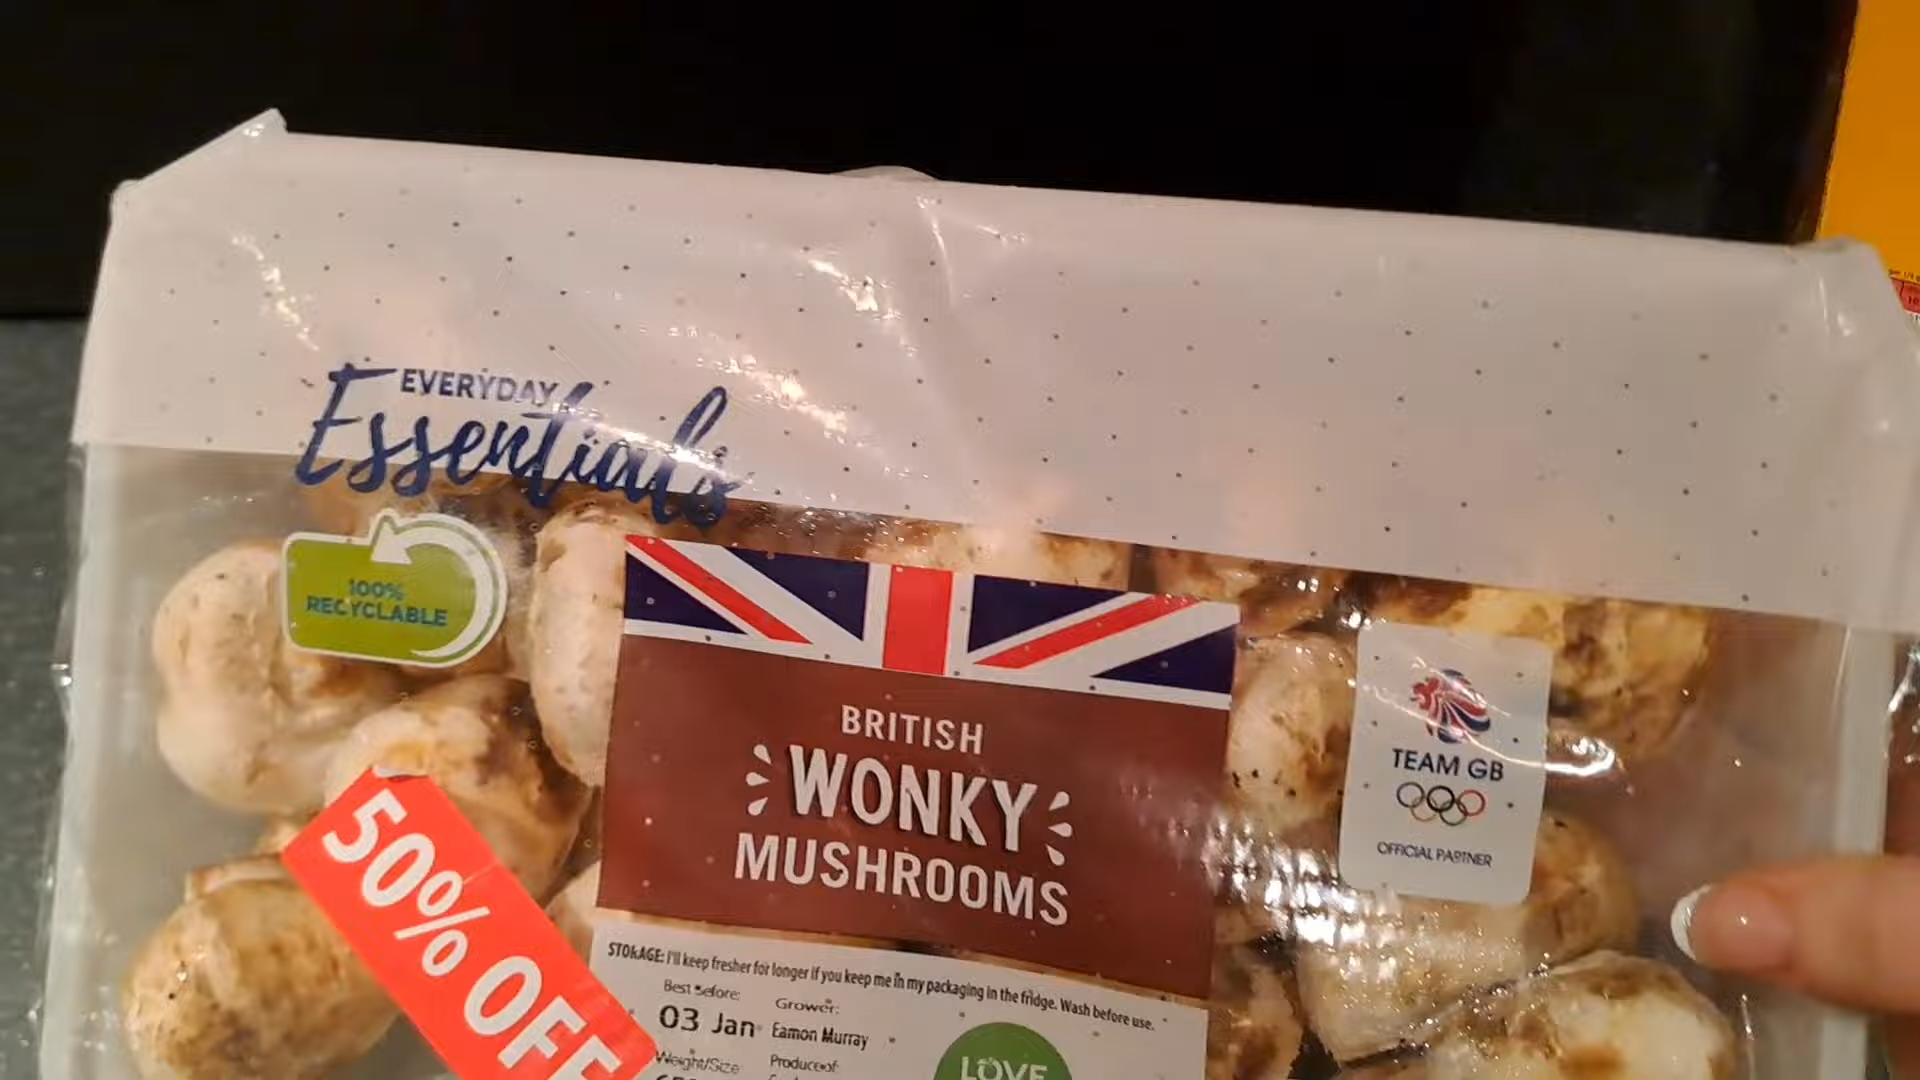 EVERYDAY
Essentials
100%
RECYCLABLE
BRITISH
WONKY
MUSHROOMS
TEAM GB
OFFICIAL PARTNER
50% OFF
STORAGE: I'll keep fresher for longer if you keep me in my packaging in the fridge. Wash before use.
Best Before:
03 Jan
Grower:
Eamon Murray
Weight/Size
Produce of:
LOVE